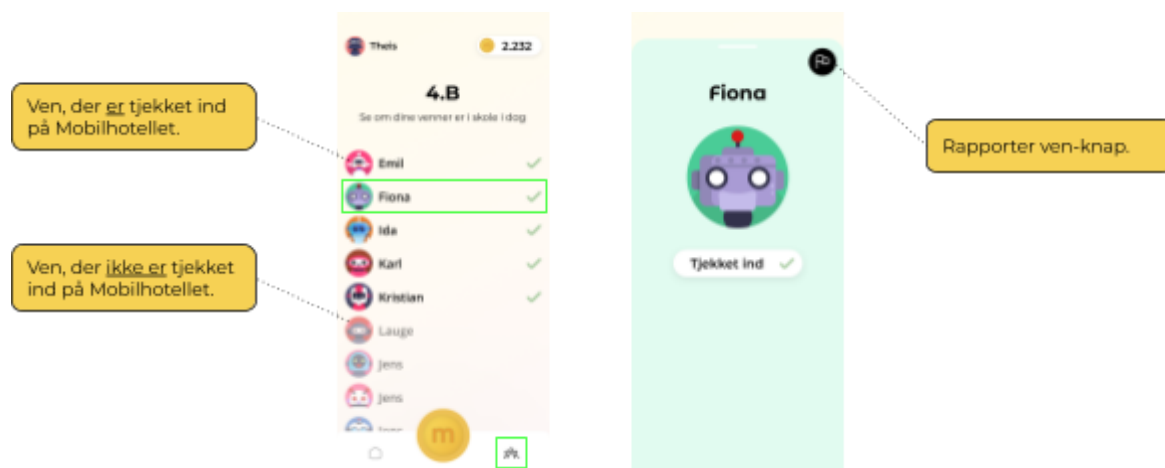 Theis
2.232
4.B
Se om dine venner er i skole i dag
Ven, der er tjekket ind
på Mobilhotellet.
Emil
Fiona
Ida
Karl
Kristian
Ven, der ikke er tjekket
ind på Mobilhotellet.
Lauge
Jens
Jens
Jens
m
Fiona
Tjekket ind
Rapporter ven-knap.